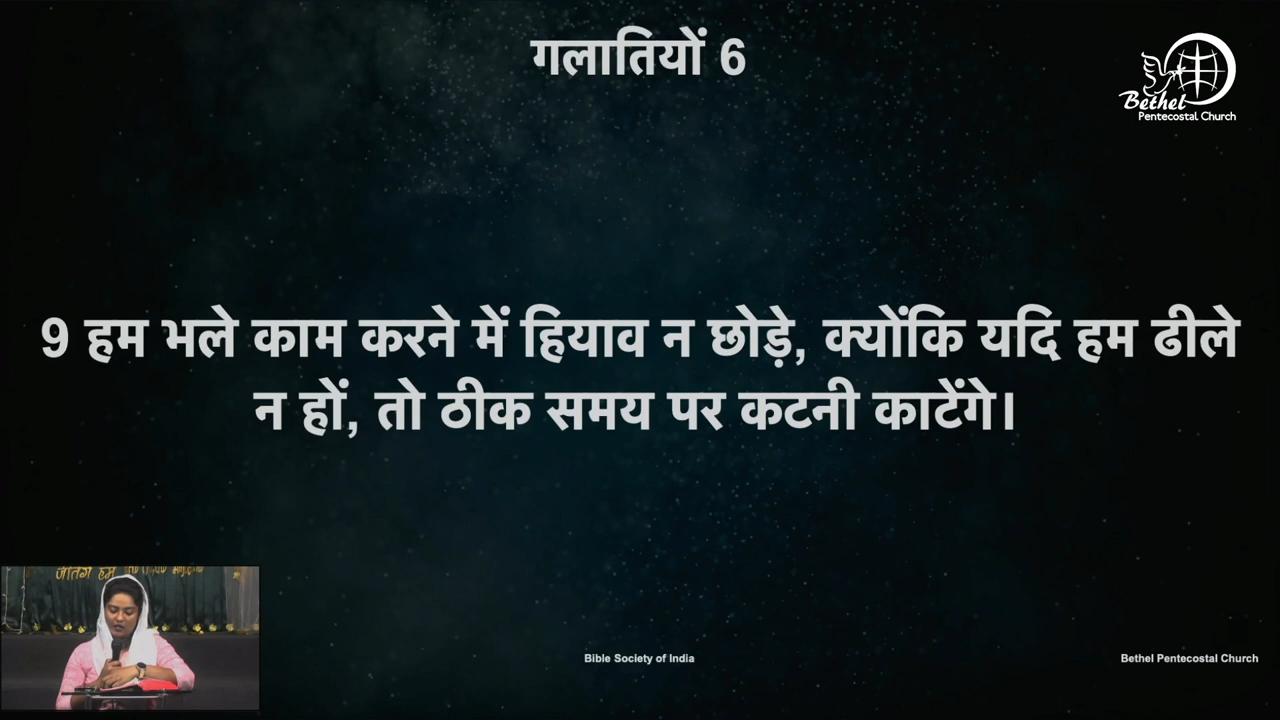 गलातियों 6
Bethel
Pentecostal Church
9 हम भले काम करने में हियाव न छोड़े, क्योंकि यदि हम ढीले
न हों, तो ठीक समय पर कटनी काटेंगे।
हम
Bible Society of India
Bethel Pentecostal Church